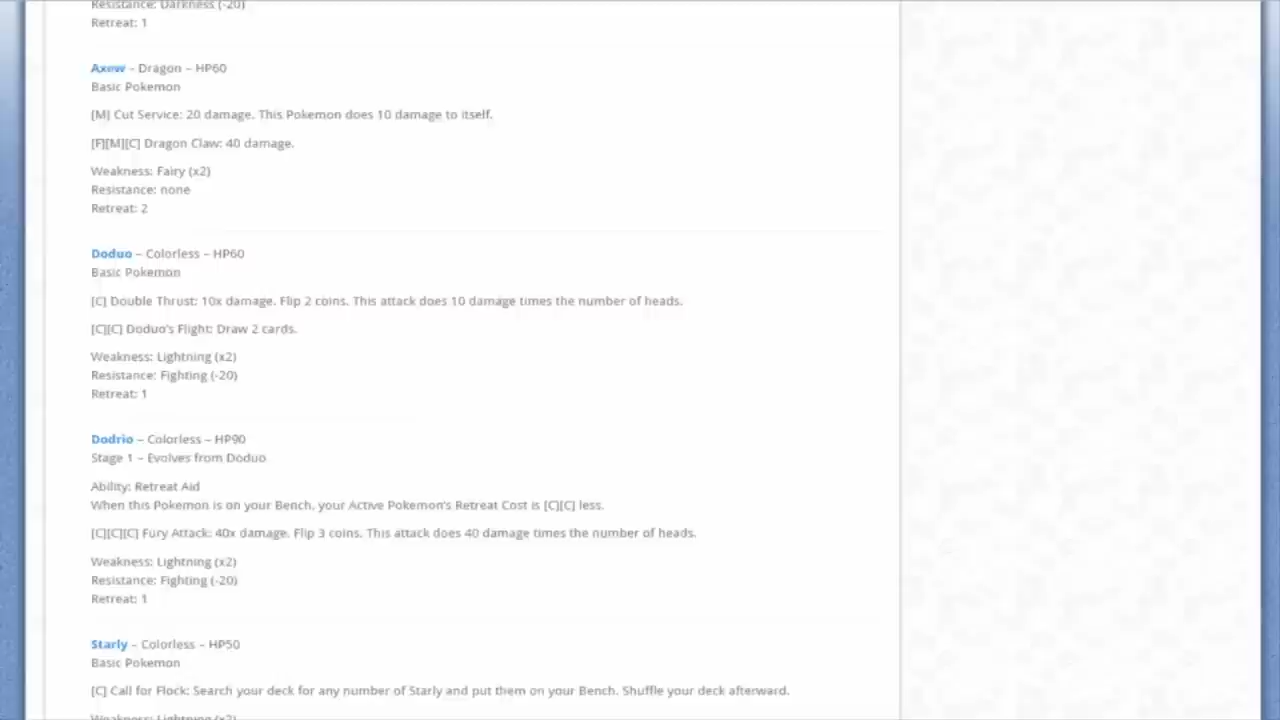 Resistance: Darkness (-20)
Retreat: 1
Axew – Dragon – HP60
Basic Pokemon
[M] Cut Service: 20 damage. This Pokemon does 10 damage to itself.
[F][M][C] Dragon Claw: 40 damage.
Weakness: Fairy (x2)
Resistance: none
Retreat: 2
Doduo – Colorless – HP60
Basic Pokemon
[C] Double Thrust: 10x damage. Flip 2 coins. This attack does 10 damage times the number of heads.
[C][C] Doduo's Flight: Draw 2 cards.
Weakness: Lightning (x2)
Resistance: Fighting (-20)
Retreat: 1
Dodrio – Colorless – HP90
Stage 1 – Evolves from Doduo
Ability: Retreat Aid
When this Pokemon is on your Bench, your Active Pokemon's Retreat Cost is [C][C] less.
[C][C][C] Fury Attack: 40x damage. Flip 3 coins. This attack does 40 damage times the number of heads.
Weakness: Lightning (x2)
Resistance: Fighting (-20)
Retreat: 1
Starly – Colorless – HP50
Basic Pokemon
[C] Call for Flock: Search your deck for any number of Starly and put them on your Bench. Shuffle your deck afterward.
Weakness: Lightning (x2)